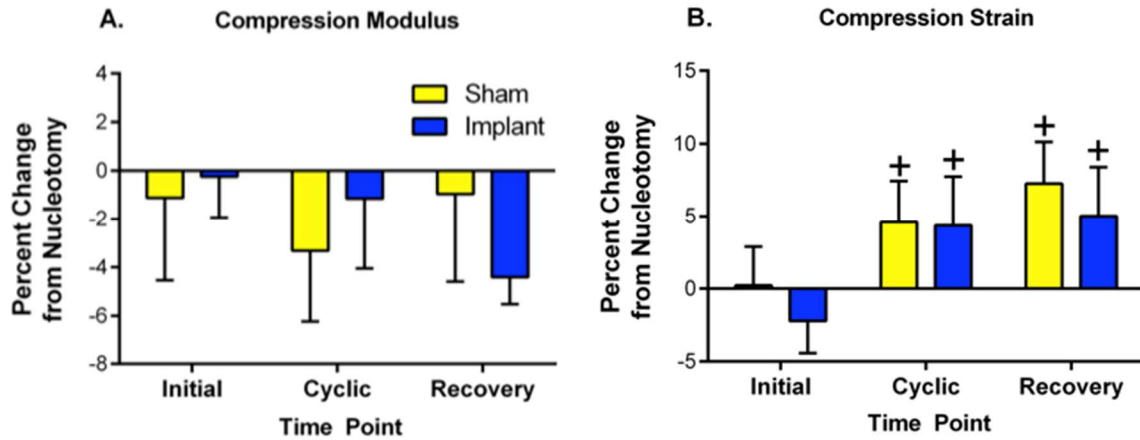 A. Compression Modulus
Percent Change
from Nucleotomy
4
2
0
-2
-4
-6
-8
Sham
Implant
Initial Cyclic Recovery
Time Point
B. Compression Strain
Percent Change
from Nucleotomy
15
10
5
0
-5
+ + + +
Initial Cyclic Recovery
Time Point